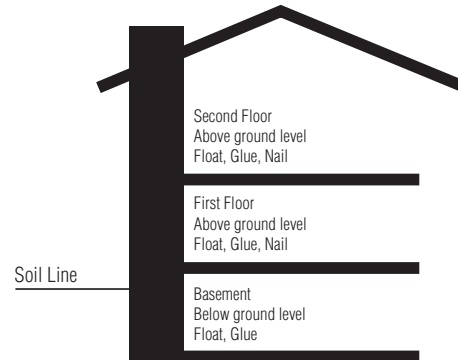 Second Floor
Above ground level
Float, Glue, Nail
First Floor
Above ground level
Float, Glue, Nail
Soil Line
Basement
Below ground level
Float, Glue